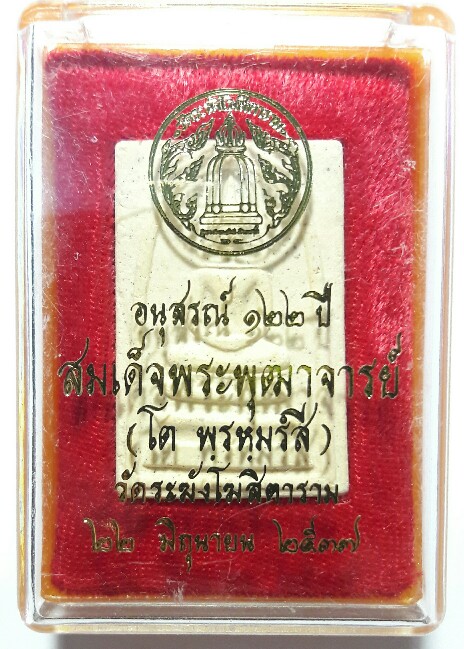 อนุสรณ์ ๑๒๒ ปี
สมเด็จพระพุฒาจารย์
(โต พฺรหฺมรํสี)
วัดระฆังโฆสิตาราม
๒๒ มิถุนายน ๒๕๓๗